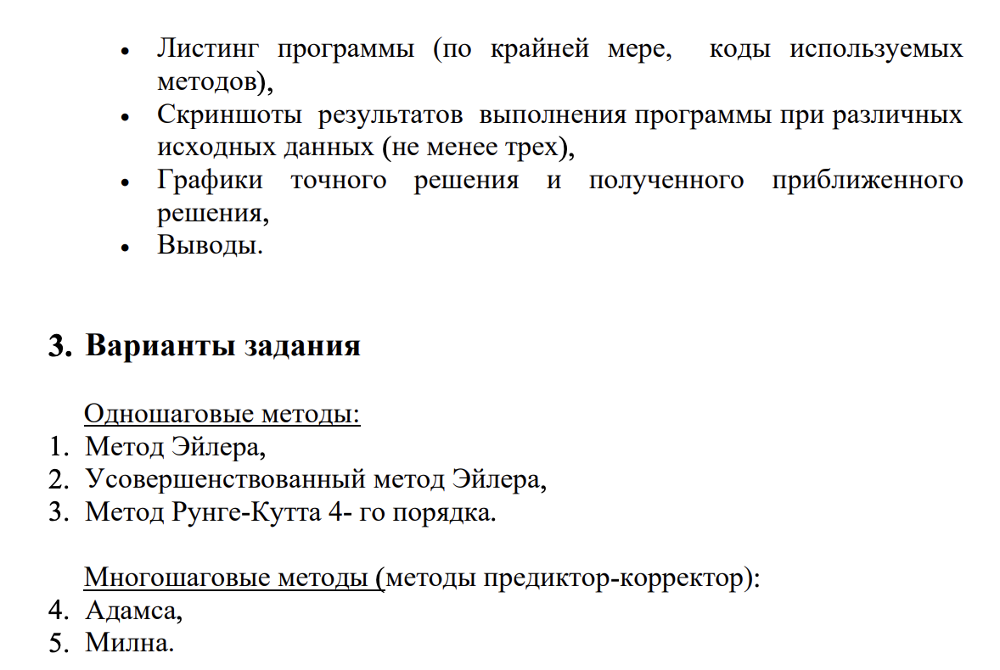 • Листинг программы (по крайней мере, коды используемых
методов),
• Скриншоты результатов выполнения программы при различных
исходных данных (не менее трех),
• Графики точного решения и полученного приближенного
решения,
• Выводы.
3. Варианты задания
Одношаговые методы:
1. Метод Эйлера,
2. Усовершенствованный метод Эйлера,
3. Метод Рунге-Кутта 4- го порядка.
Многошаговые методы (методы предиктор-корректор):
4. Адамса,
5. Милна.